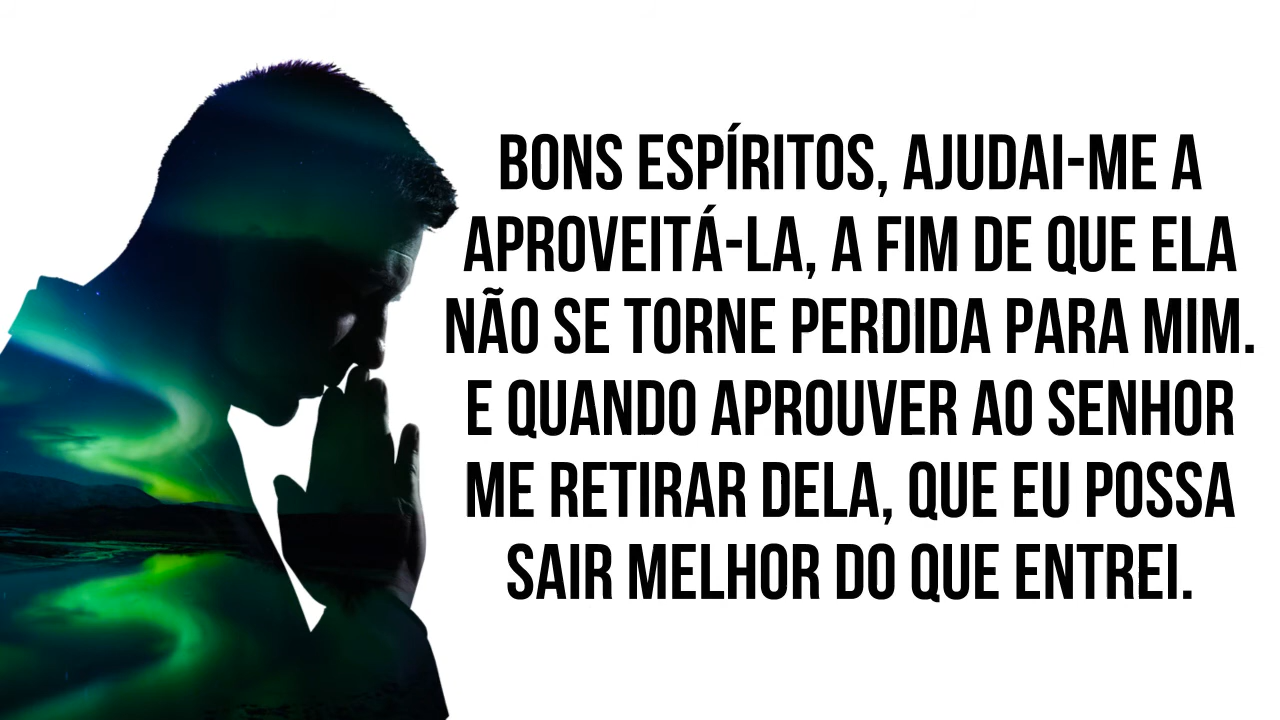 BONS ESPÍRITOS, AJUDAI-ME A
APROVEITÁ-LA, A FIM DE QUE ELA
NÃO SE TORNE PERDIDA PARA MIM.
E QUANDO APROUVER AO SENHOR
ME RETIRAR DELA, QUE EU POSSA
SAIR MELHOR DO QUE ENTREI.